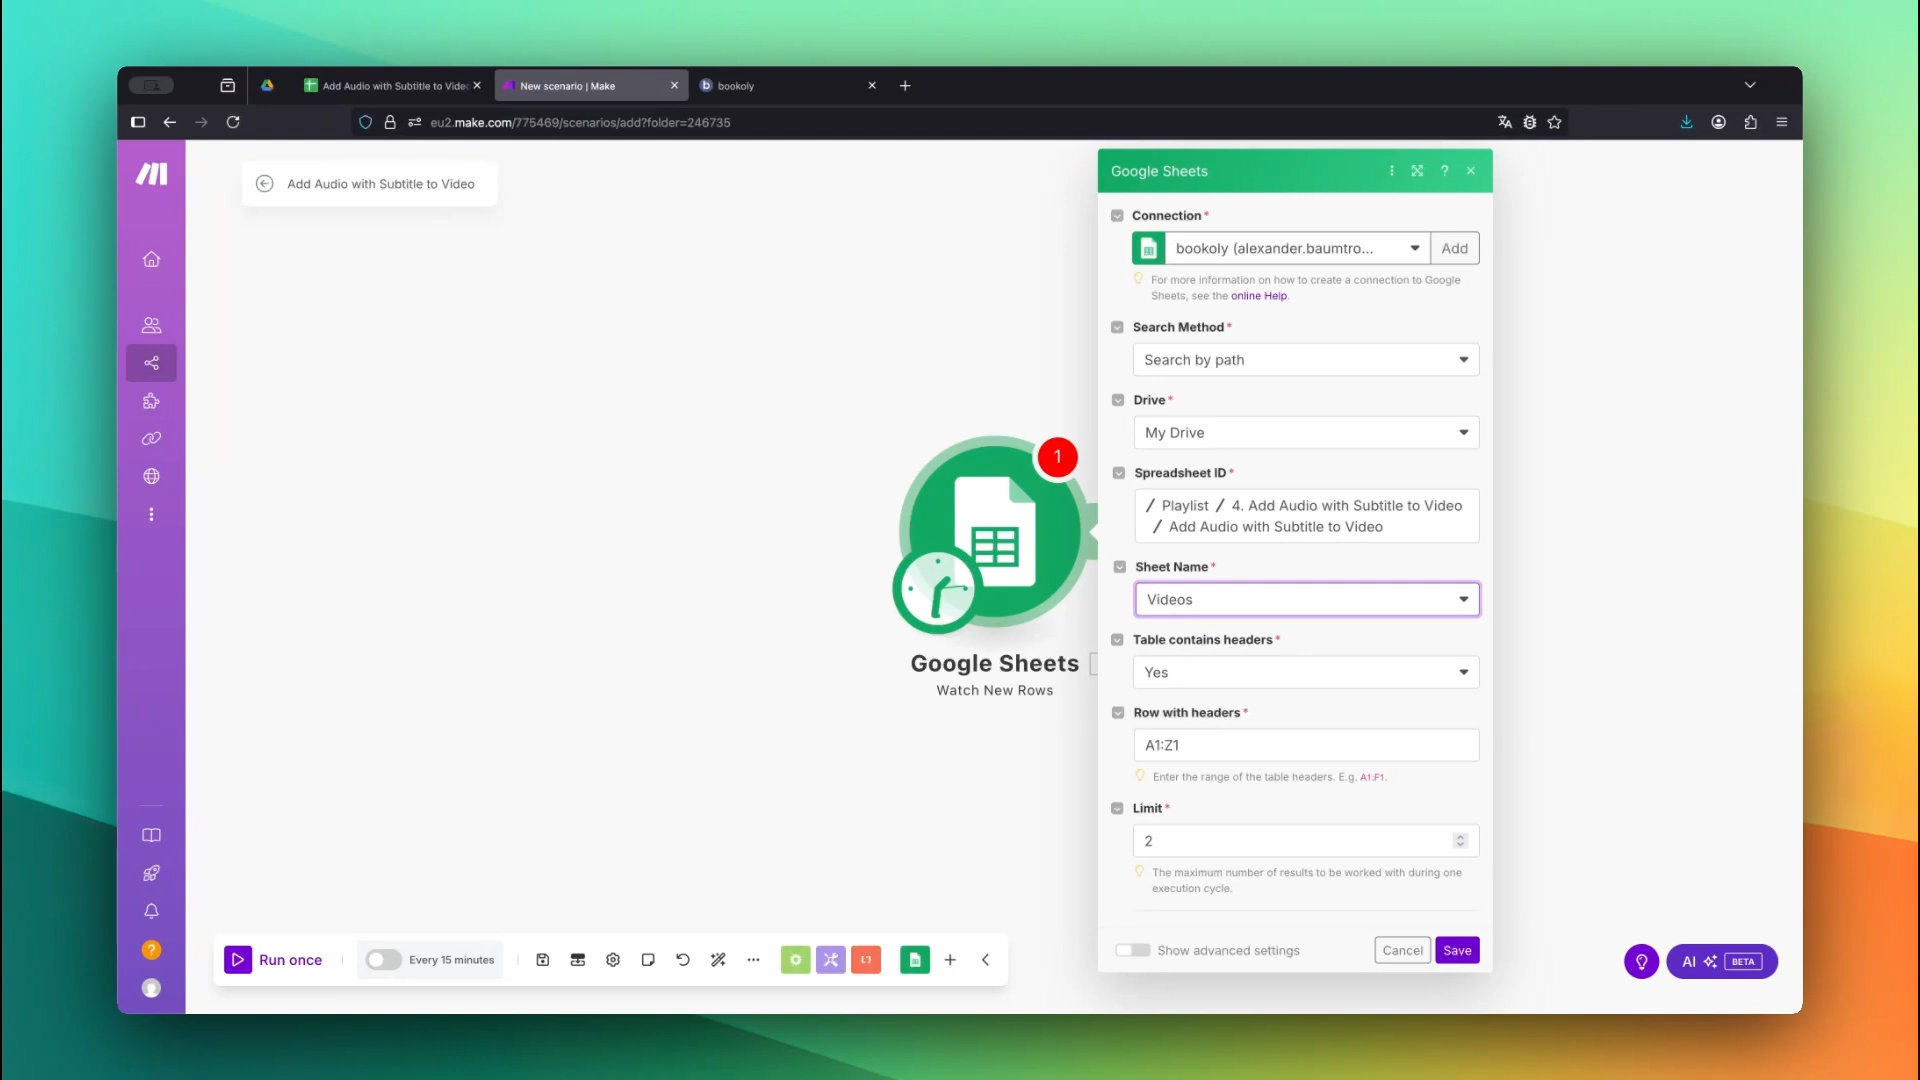 Add Audio with Subtitle to Video
New scenario | Make
bookoly
eu2.make.com/775469/scenarios/add?folder=246735
Add Audio with Subtitle to Video
Google Sheets
?
Connection*
bookoly (alexander.baumtro...
Add
For more information on how to create a connection to Google
Sheets, see the online Help.
Search Method*
Search by path
Drive*
My Drive
Spreadsheet ID*
/ Playlist / 4. Add Audio with Subtitle to Video
/ Add Audio with Subtitle to Video
Sheet Name*
Videos
Table contains headers*
Yes
Row with headers*
A1:Z1
Enter the range of the table headers. E.g. A1:F1.
Limit*
2
The maximum number of results to be worked with during one
execution cycle.
Show advanced settings
Cancel
Save
1
Google Sheets
Watch New Rows
?
Run once
Every 15 minutes
AI
BETA